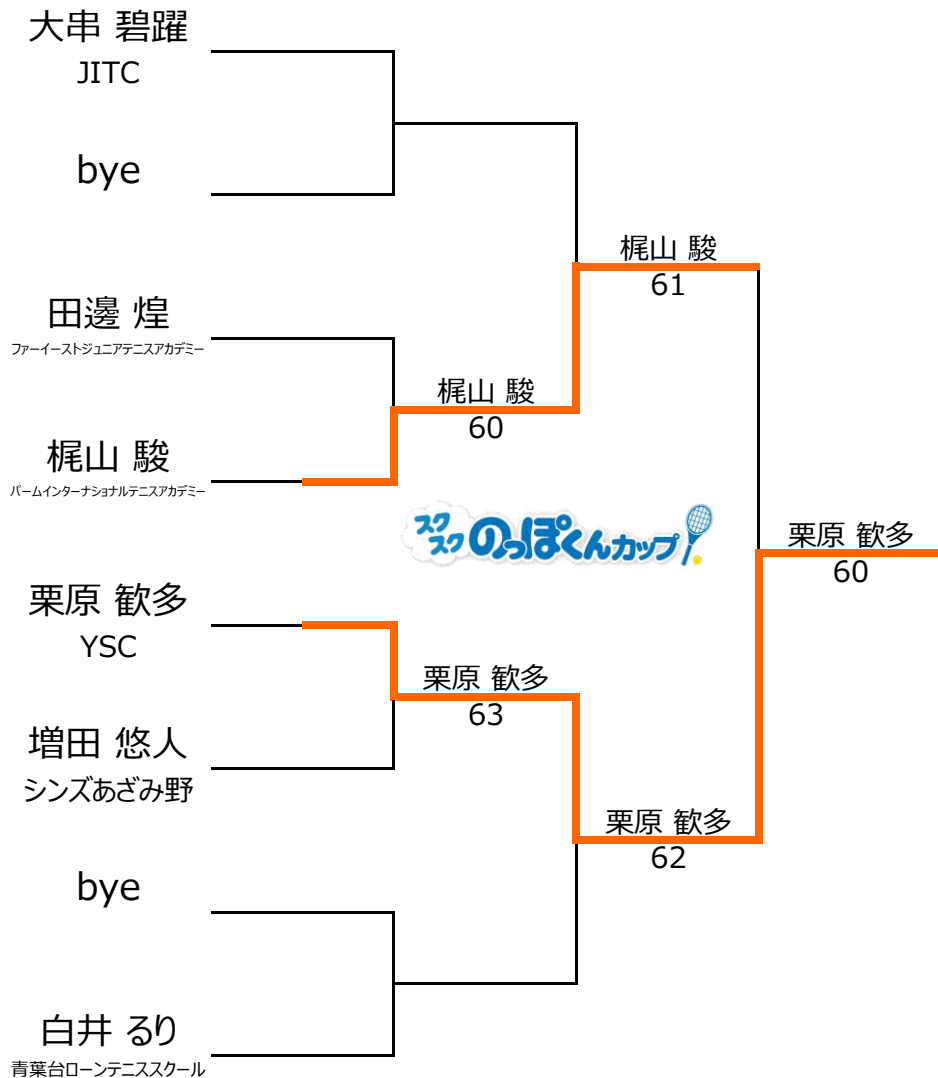 大串 碧躍
JITC
bye
梶山 駿
61
田邊 煌
ファーイーストジュニアテニスアカデミー
梶山 駿
60
梶山 駿
パームインターナショナルテニスアカデミー
スクスクのっぽくんカップ
栗原 歓多
60
栗原 歓多
YSC
栗原 歓多
63
増田 悠人
シンズあざみ野
栗原 歓多
62
bye
白井 るり
青葉台ローンテニススクール